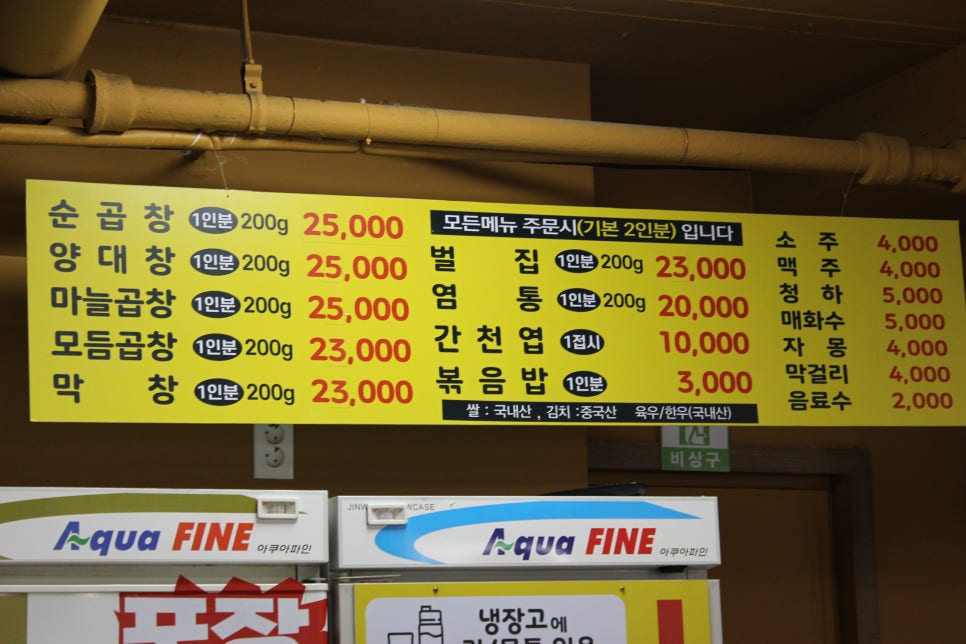 순 곱 창 1인분 200g 25,000
양 대 창 1인분 200g 25,000
마늘곱창 1인분 200g 25,000
모듬곱창 1인분 200g 23,000
막 창 1인분 200g 23,000
모든메뉴 주문시(기본 2인분) 입니다
벌 집 1인분 200g 23,000
염 통 1인분 200g 20,000
간 천 엽 1접시 10,000
볶 음 밥 1인분 3,000
쌀 : 국내산 , 김치 :중국산 육우/한우(국내산)
소 주 4,000
맥 주 4,000
청 하 5,000
매화수 5,000
자 몽 4,000
막걸리 4,000
음료수 2,000
비상구
Aqua FINE 아쿠아파인
Aqua FINE 아쿠아파인
포장
냉장고에